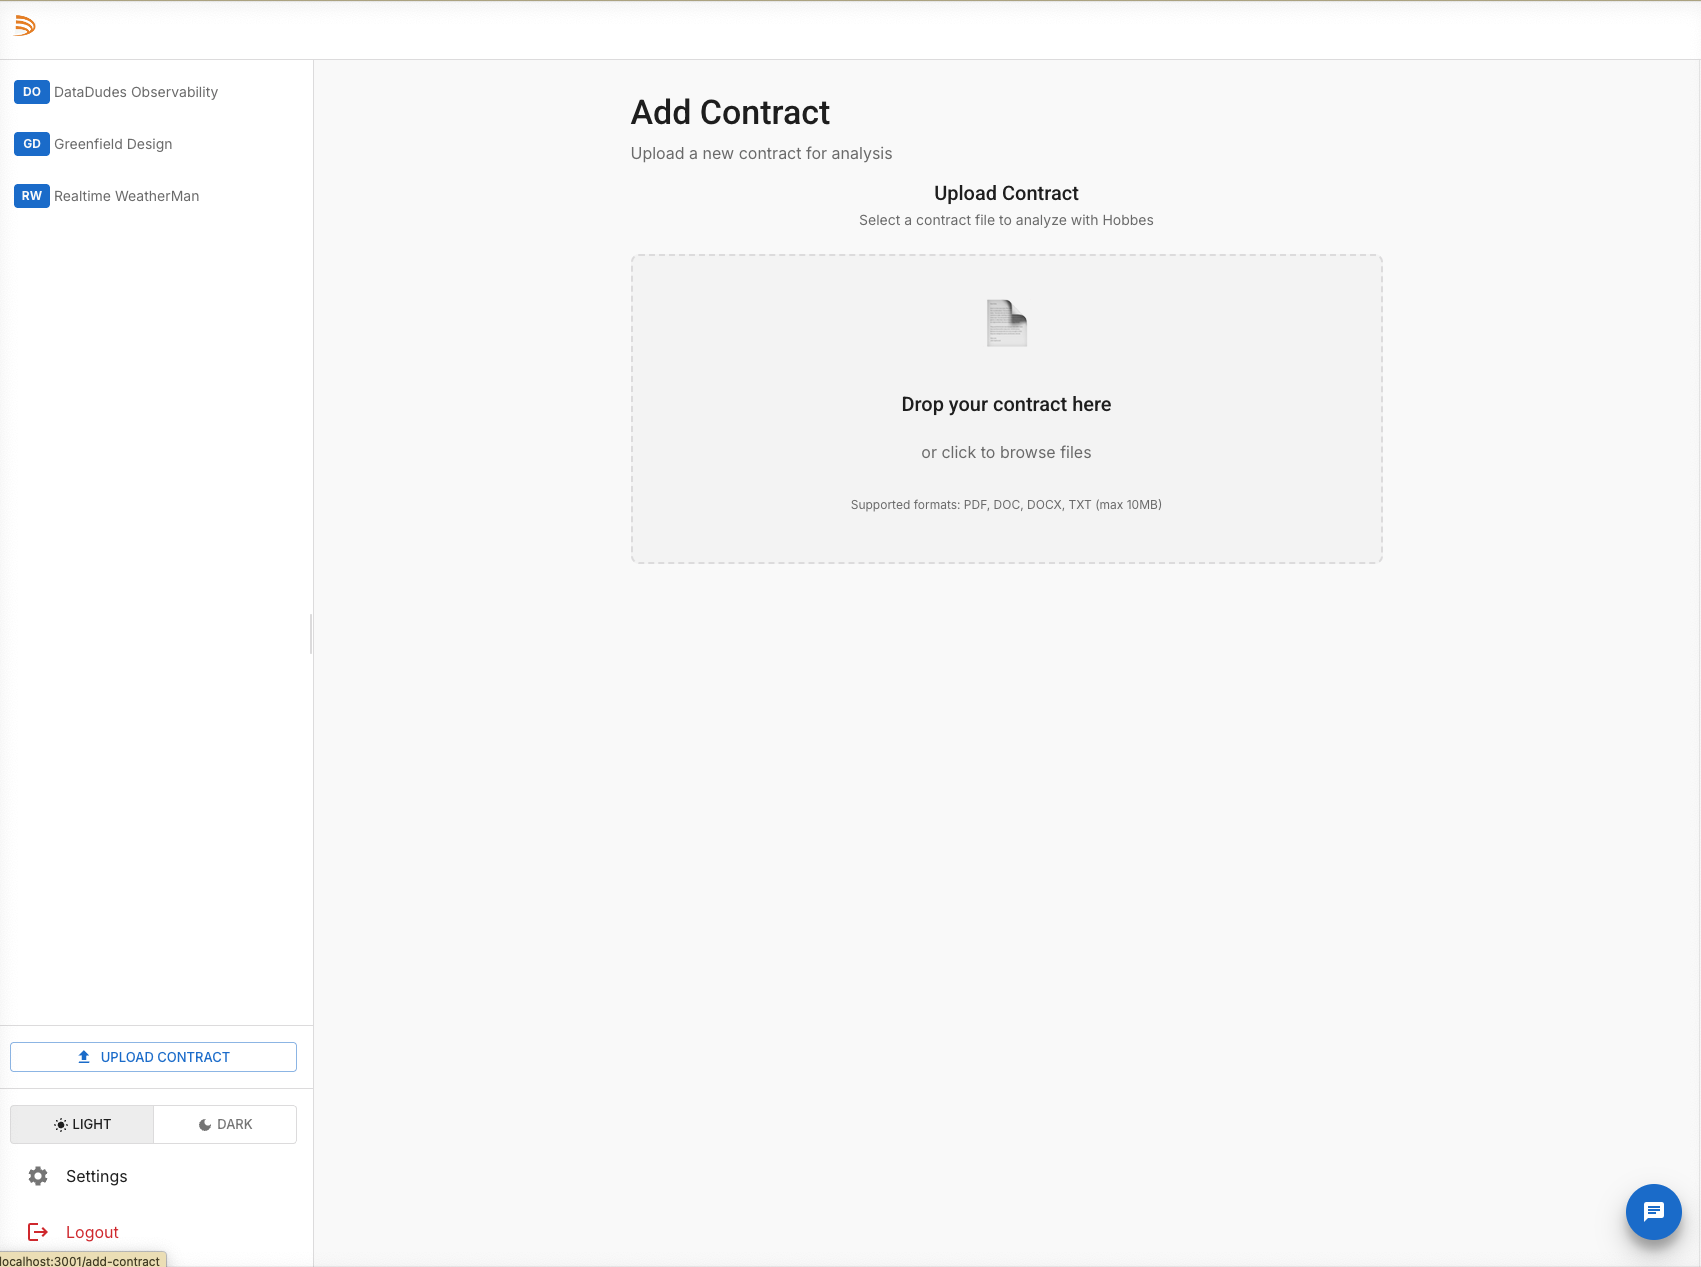 DO DataDudes Observability
GD Greenfield Design
RW Realtime WeatherMan
Add Contract
Upload a new contract for analysis
Upload Contract
Select a contract file to analyze with Hobbes
Drop your contract here
or click to browse files
Supported formats: PDF, DOC, DOCX, TXT (max 10MB)
UPLOAD CONTRACT
LIGHT DARK
Settings
Logout
localhost:3001/add-contract